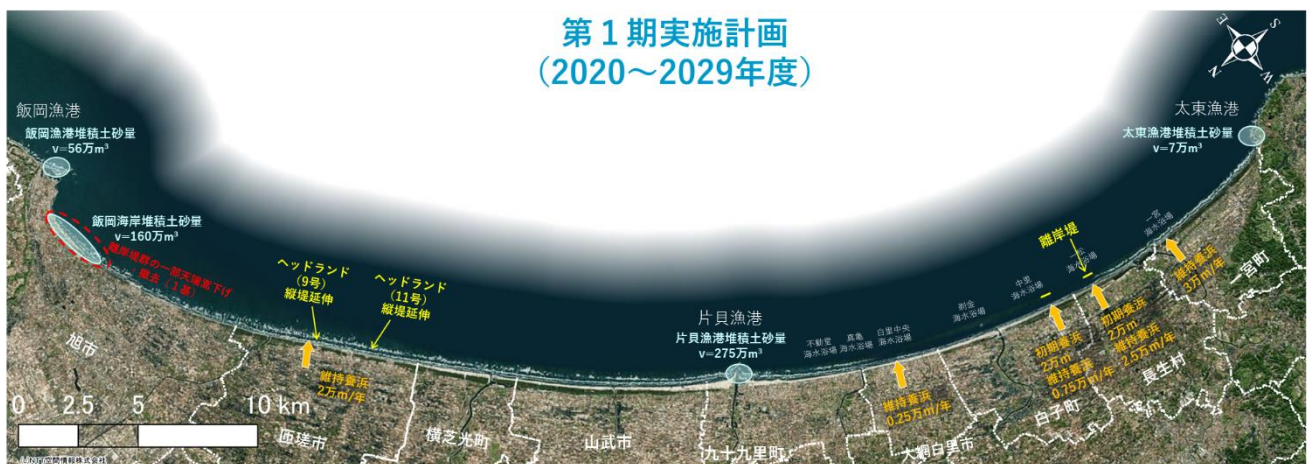 第１期実施計画
（2020～2029年度）
N
E
S
W
飯岡漁港
飯岡漁港堆積土砂量
v=56万m³
飯岡海岸堆積土砂量
v=160万m³
離岸堤群の一部天端嵩下げ
撤去（1基）
ヘッドランド
（9号）
縦堤延伸
ヘッドランド
（11号）
縦堤延伸
維持養浜
2万m³/年
片貝漁港
片貝漁港堆積土砂量
v=275万m³
不動堂
海水浴場
真亀
海水浴場
白里中央
海水浴場
剃金
海水浴場
中里
海水浴場
離岸堤
一松
海水浴場
一宮
海水浴場
太東漁港
太東漁港堆積土砂量
v=7万m³
維持養浜
0.25万m³/年
初期養浜
2万m³
維持養浜
0.75万m³/年
初期養浜
2万m³
維持養浜
2.5万m³/年
維持養浜
3万m³/年
旭市
匝瑳市
横芝光町
山武市
九十九里町
大網白里市
白子町
長生村
一宮町
0 2.5 5 10 km